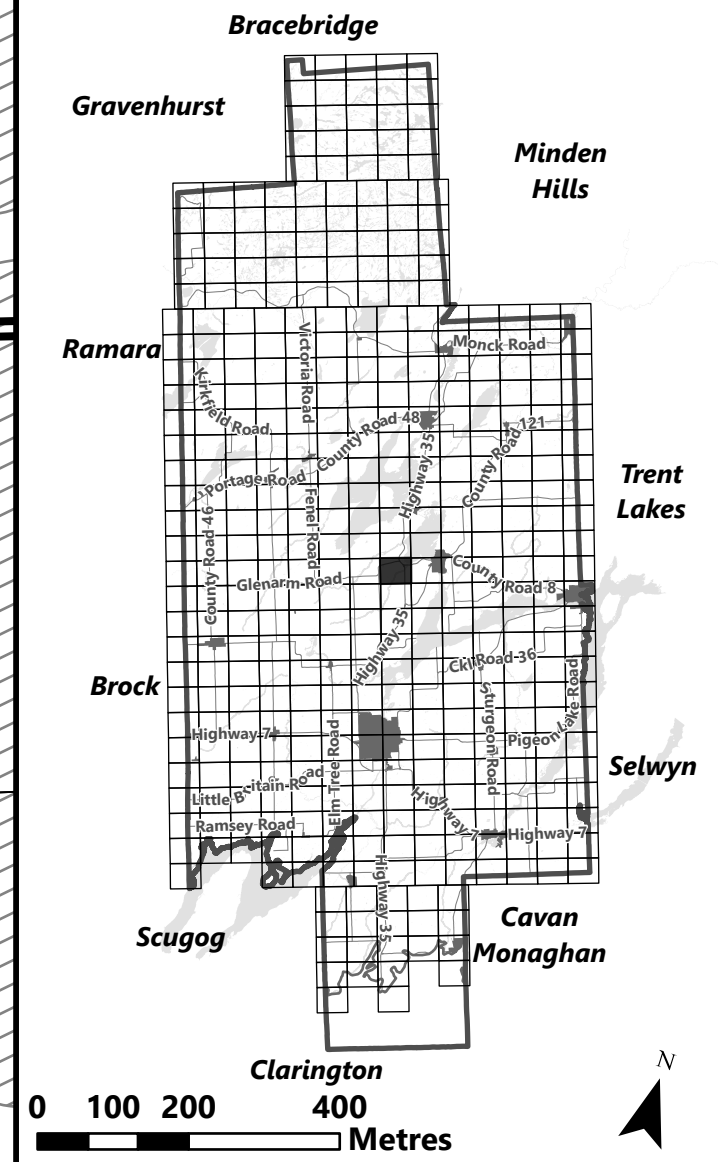 Bracebridge
Gravenhurst
Minden
Hills
Ramara
Monck Road
Victoria Road
Kirkfield Road
County Road 48
County Road 121
Highway 35
Portage Road
Trent
Lakes
Fenel Road
County Road 46
Glenarm Road
County Road 8
Highway 35
Ckl Road 36
Brock
Sturgeon Road
Pigeon Lake Road
Highway 7
Elm Tree Road
Selwyn
Little Britain Road
Highway 7
Ramsey Road
Highway 7
Highway 35
Scugog
Cavan
Monaghan
Clarington
N
0 100 200 400
Metres